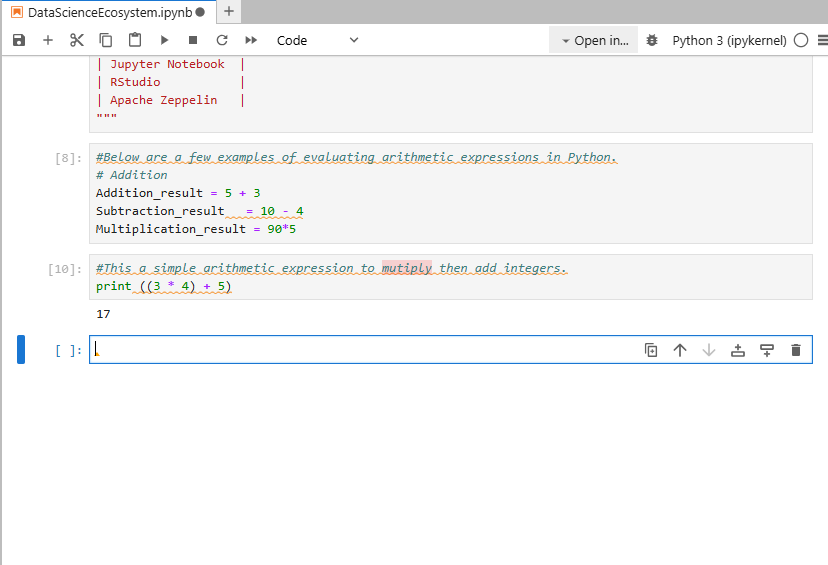 DataScienceEcosystem.ipynb
Code
Open in...
Python 3 (ipykernel)
| Jupyter Notebook |
| RStudio |
| Apache Zeppelin |
"""
[8]:
#Below are a few examples of evaluating arithmetic expressions in Python.
# Addition
Addition_result = 5 + 3
Subtraction_result  = 10 - 4
Multiplication_result = 90*5
[10]:
#This a simple arithmetic expression to mutiply then add integers.
print ((3 * 4) + 5)
17
[ ]: